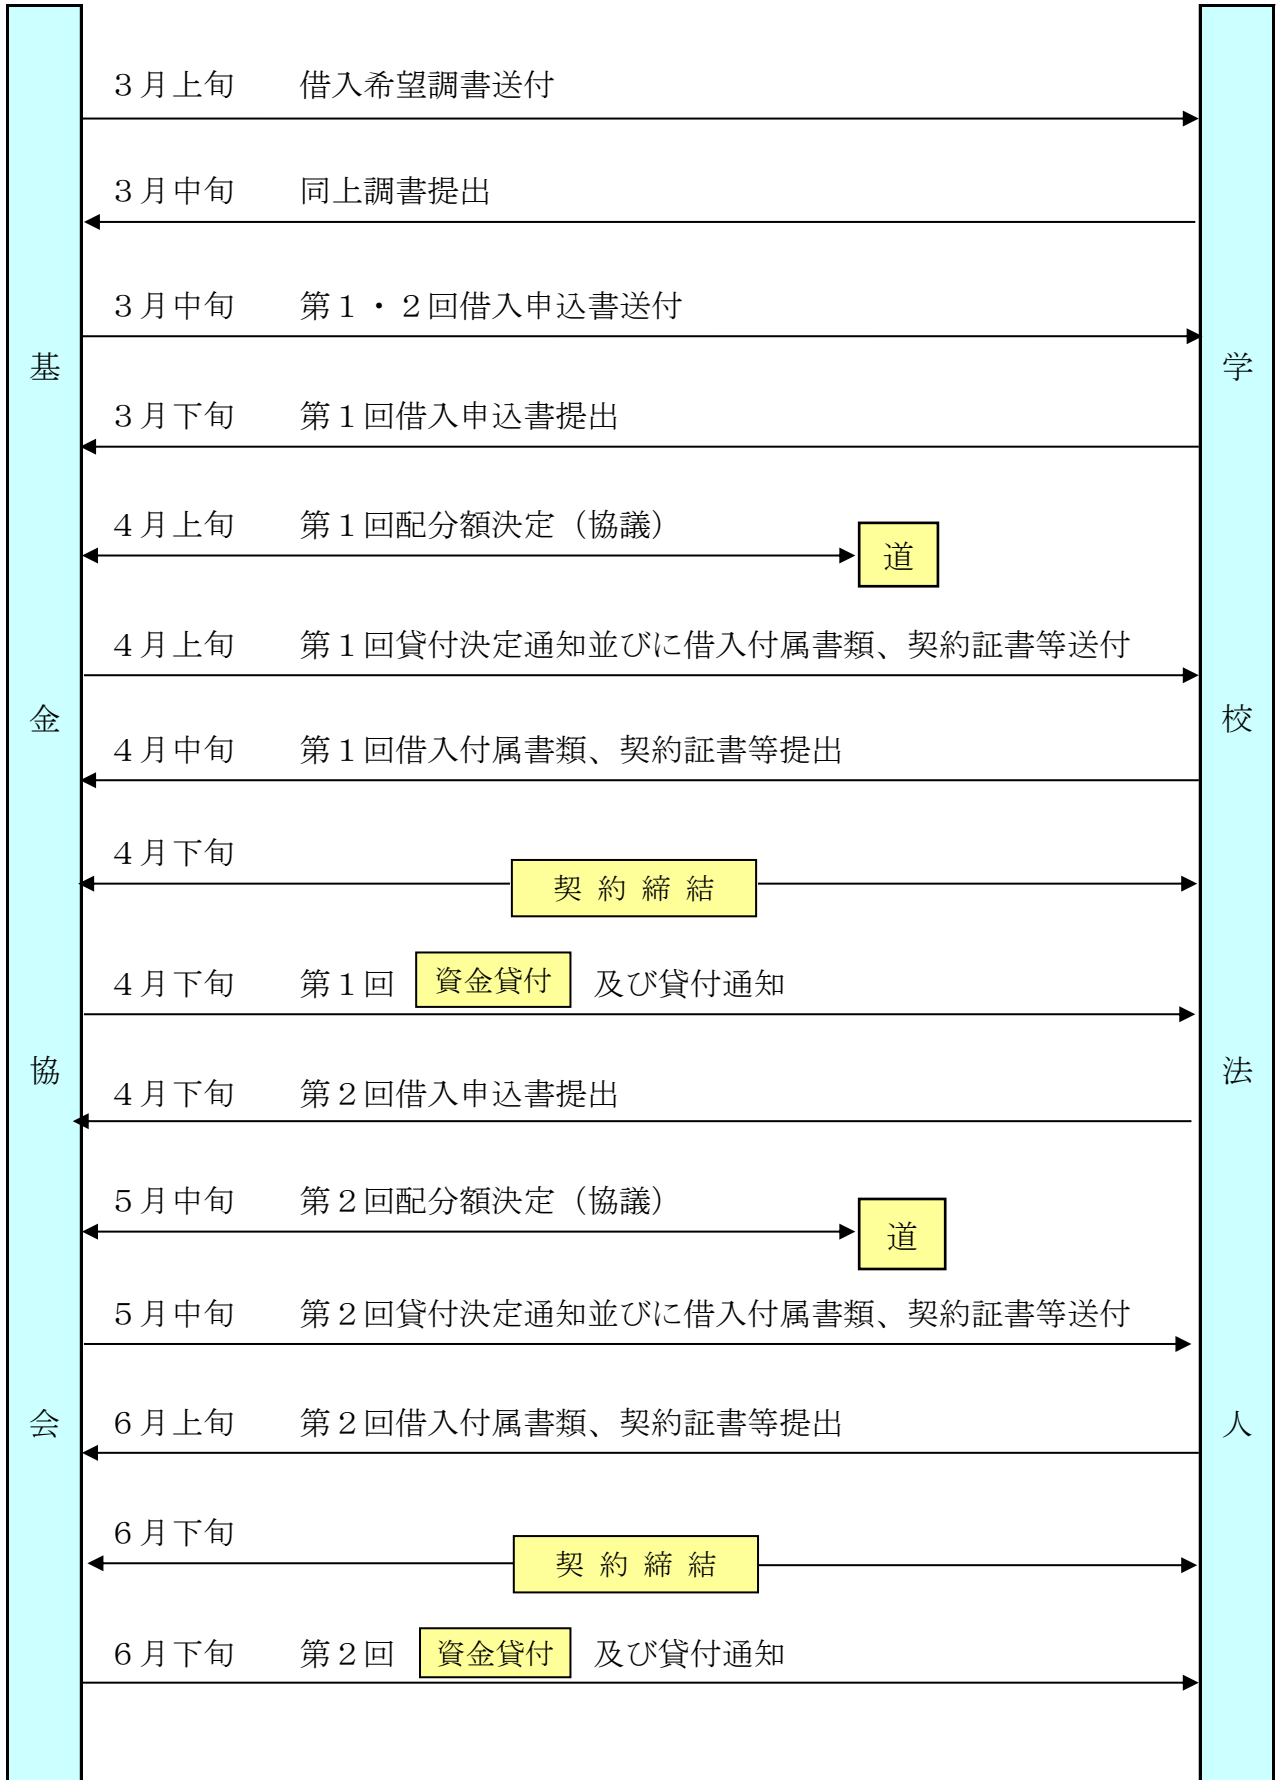 基金協会
学校法人
３月上旬　借入希望調書送付
３月中旬　同上調書提出
３月中旬　第１・２回借入申込書送付
３月下旬　第１回借入申込書提出
４月上旬　第１回配分額決定（協議）　道
４月上旬　第１回貸付決定通知並びに借入付属書類、契約証書等送付
４月中旬　第１回借入付属書類、契約証書等提出
４月下旬　契約締結
４月下旬　第１回　資金貸付　及び貸付通知
４月下旬　第２回借入申込書提出
５月中旬　第２回配分額決定（協議）　道
５月中旬　第２回貸付決定通知並びに借入付属書類、契約証書等送付
６月上旬　第２回借入付属書類、契約証書等提出
６月下旬　契約締結
６月下旬　第２回　資金貸付　及び貸付通知